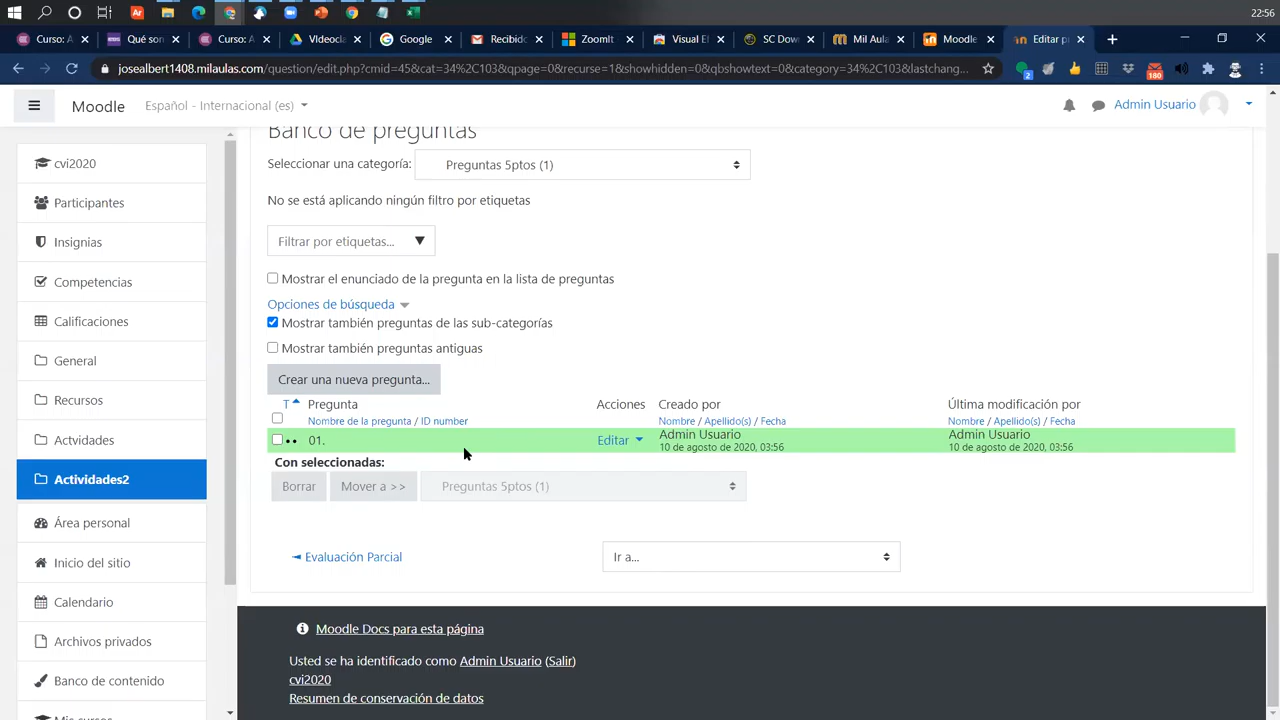 22:56
Curso: A
Qué son
Curso: A
Videocla
Google
Recibido
ZoomIt
Visual El
SC Dow
Mil Aula
Moodle
Editar p
josealbert1408.milaulas.com/question/edit.php?cmid=45&cat=34%2C103&qpage=0&recurse=1&showhidden=0&qbshowtext=0&category=34%2C103&lastchang...
2
180
Moodle
Español - Internacional (es)
Admin Usuario
cvi2020
Participantes
Insignias
Competencias
Calificaciones
General
Recursos
Actvidades
Actividades2
Área personal
Inicio del sitio
Calendario
Archivos privados
Banco de contenido
Mis cursos
Banco de preguntas
Seleccionar una categoría: Preguntas 5ptos (1)
No se está aplicando ningún filtro por etiquetas
Filtrar por etiquetas... ▼
Mostrar el enunciado de la pregunta en la lista de preguntas
Opciones de búsqueda
Mostrar también preguntas de las sub-categorías
Mostrar también preguntas antiguas
Crear una nueva pregunta...
T Pregunta Acciones Creado por Última modificación por
Nombre de la pregunta / ID number Nombre / Apellido(s) / Fecha Nombre / Apellido(s) / Fecha
01. Editar Admin Usuario Admin Usuario
10 de agosto de 2020, 03:56 10 de agosto de 2020, 03:56
Con seleccionadas:
Borrar Mover a >> Preguntas 5ptos (1)
◄ Evaluación Parcial Ir a...
Moodle Docs para esta página
Usted se ha identificado como Admin Usuario (Salir)
cvi2020
Resumen de conservación de datos